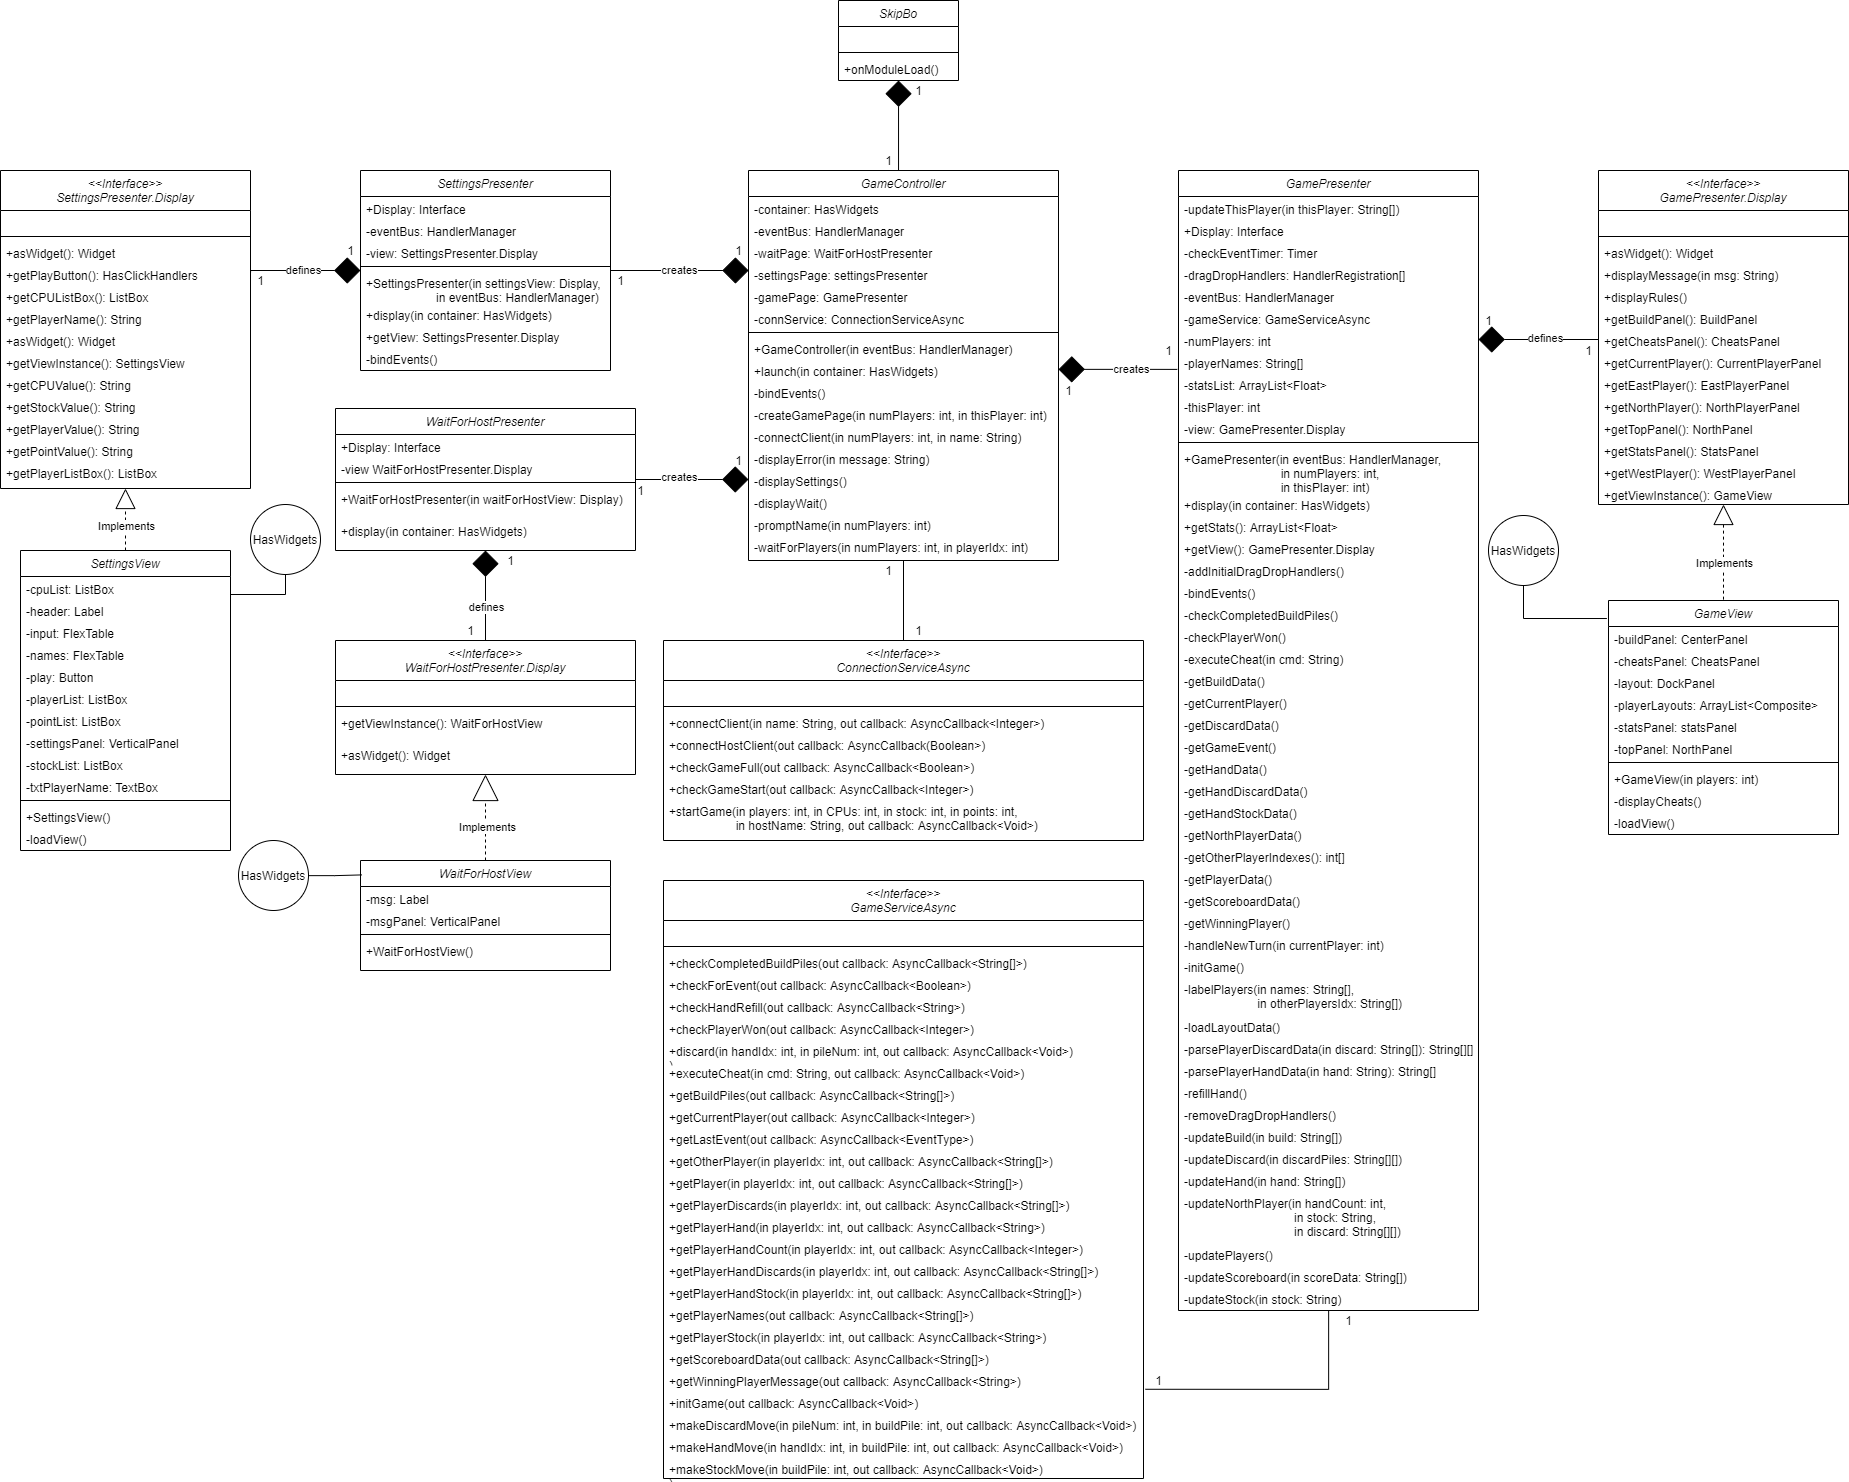 SkipBo
+onModuleLoad()
1
1
<<Interface>>
SettingsPresenter.Display
+asWidget(): Widget
+getPlayButton(): HasClickHandlers
+getCPUListBox(): ListBox
+getPlayerName(): String
+asWidget(): Widget
+getViewInstance(): SettingsView
+getCPUValue(): String
+getStockValue(): String
+getPlayerValue(): String
+getPointValue(): String
+getPlayerListBox(): ListBox
1
defines
1
SettingsPresenter
+Display: Interface
-eventBus: HandlerManager
-view: SettingsPresenter.Display
+SettingsPresenter(in settingsView: Display,
in eventBus: HandlerManager)
+display(in container: HasWidgets)
+getView: SettingsPresenter.Display
-bindEvents()
1
creates
1
GameController
-container: HasWidgets
-eventBus: HandlerManager
-waitPage: WaitForHostPresenter
-settingsPage: settingsPresenter
-gamePage: GamePresenter
-connService: ConnectionServiceAsync
+GameController(in eventBus: HandlerManager)
+launch(in container: HasWidgets)
-bindEvents()
-createGamePage(in numPlayers: int, in thisPlayer: int)
-connectClient(in numPlayers: int, in name: String)
-displayError(in message: String)
-displaySettings()
-displayWait()
-promptName(in numPlayers: int)
-waitForPlayers(in numPlayers: int, in playerIdx: int)
1
creates
1
GamePresenter
-updateThisPlayer(in thisPlayer: String[])
+Display: Interface
-checkEventTimer: Timer
-dragDropHandlers: HandlerRegistration[]
-eventBus: HandlerManager
-gameService: GameServiceAsync
-numPlayers: int
-playerNames: String[]
-statsList: ArrayList<Float>
-thisPlayer: int
-view: GamePresenter.Display
+GamePresenter(in eventBus: HandlerManager,
in numPlayers: int,
in thisPlayer: int)
+display(in container: HasWidgets)
+getStats(): ArrayList<Float>
+getView(): GamePresenter.Display
-addInitialDragDropHandlers()
-bindEvents()
-checkCompletedBuildPiles()
-checkPlayerWon()
-executeCheat(in cmd: String)
-getBuildData()
-getCurrentPlayer()
-getDiscardData()
-getGameEvent()
-getHandData()
-getHandDiscardData()
-getHandStockData()
-getNorthPlayerData()
-getOtherPlayerIndexes(): int[]
-getPlayerData()
-getScoreboardData()
-getWinningPlayer()
-handleNewTurn(in currentPlayer: int)
-initGame()
-labelPlayers(in names: String[],
in otherPlayersIdx: String[])
-loadLayoutData()
-parsePlayerDiscardData(in discard: String[]): String[][]
-parsePlayerHandData(in hand: String): String[]
-refillHand()
-removeDragDropHandlers()
-updateBuild(in build: String[])
-updateDiscard(in discardPiles: String[][])
-updateHand(in hand: String[])
-updateNorthPlayer(in handCount: int,
in stock: String,
in discard: String[][])
-updatePlayers()
-updateScoreboard(in scoreData: String[])
-updateStock(in stock: String)
1
defines
1
<<Interface>>
GamePresenter.Display
+asWidget(): Widget
+displayMessage(in msg: String)
+displayRules()
+getBuildPanel(): BuildPanel
+getCheatsPanel(): CheatsPanel
+getCurrentPlayer(): CurrentPlayerPanel
+getEastPlayer(): EastPlayerPanel
+getNorthPlayer(): NorthPlayerPanel
+getTopPanel(): NorthPanel
+getStatsPanel(): StatsPanel
+getWestPlayer(): WestPlayerPanel
+getViewInstance(): GameView
Implements
HasWidgets
GameView
-buildPanel: CenterPanel
-cheatsPanel: CheatsPanel
-layout: DockPanel
-playerLayouts: ArrayList<Composite>
-statsPanel: statsPanel
-topPanel: NorthPanel
+GameView(in players: int)
-displayCheats()
-loadView()
WaitForHostPresenter
+Display: Interface
-view WaitForHostPresenter.Display
+WaitForHostPresenter(in waitForHostView: Display)
+display(in container: HasWidgets)
1
creates
1
1
defines
1
Implements
HasWidgets
SettingsView
-cpuList: ListBox
-header: Label
-input: FlexTable
-names: FlexTable
-play: Button
-playerList: ListBox
-pointList: ListBox
-settingsPanel: VerticalPanel
-stockList: ListBox
-txtPlayerName: TextBox
+SettingsView()
-loadView()
<<Interface>>
WaitForHostPresenter.Display
+getViewInstance(): WaitForHostView
+asWidget(): Widget
Implements
HasWidgets
WaitForHostView
-msg: Label
-msgPanel: VerticalPanel
+WaitForHostView()
1
1
<<Interface>>
ConnectionServiceAsync
+connectClient(in name: String, out callback: AsyncCallback<Integer>)
+connectHostClient(out callback: AsyncCallback(Boolean>)
+checkGameFull(out callback: AsyncCallback<Boolean>)
+checkGameStart(out callback: AsyncCallback<Integer>)
+startGame(in players: int, in CPUs: int, in stock: int, in points: int,
in hostName: String, out callback: AsyncCallback<Void>)
<<Interface>>
GameServiceAsync
+checkCompletedBuildPiles(out callback: AsyncCallback<String[]>)
+checkForEvent(out callback: AsyncCallback<Boolean>)
+checkHandRefill(out callback: AsyncCallback<String>)
+checkPlayerWon(out callback: AsyncCallback<Integer>)
+discard(in handIdx: int, in pileNum: int, out callback: AsyncCallback<Void>)
+executeCheat(in cmd: String, out callback: AsyncCallback<Void>)
+getBuildPiles(out callback: AsyncCallback<String[]>)
+getCurrentPlayer(out callback: AsyncCallback<Integer>)
+getLastEvent(out callback: AsyncCallback<EventType>)
+getOtherPlayer(in playerIdx: int, out callback: AsyncCallback<String[]>)
+getPlayer(in playerIdx: int, out callback: AsyncCallback<String[]>)
+getPlayerDiscards(in playerIdx: int, out callback: AsyncCallback<String[]>)
+getPlayerHand(in playerIdx: int, out callback: AsyncCallback<String>)
+getPlayerHandCount(in playerIdx: int, out callback: AsyncCallback<Integer>)
+getPlayerHandDiscards(in playerIdx: int, out callback: AsyncCallback<String[]>)
+getPlayerHandStock(in playerIdx: int, out callback: AsyncCallback<String[]>)
+getPlayerNames(out callback: AsyncCallback<String[]>)
+getPlayerStock(in playerIdx: int, out callback: AsyncCallback<String>)
+getScoreboardData(out callback: AsyncCallback<String[]>)
+getWinningPlayerMessage(out callback: AsyncCallback<String>)
+initGame(out callback: AsyncCallback<Void>)
+makeDiscardMove(in pileNum: int, in buildPile: int, out callback: AsyncCallback<Void>)
+makeHandMove(in handIdx: int, in buildPile: int, out callback: AsyncCallback<Void>)
+makeStockMove(in buildPile: int, out callback: AsyncCallback<Void>)
1
1